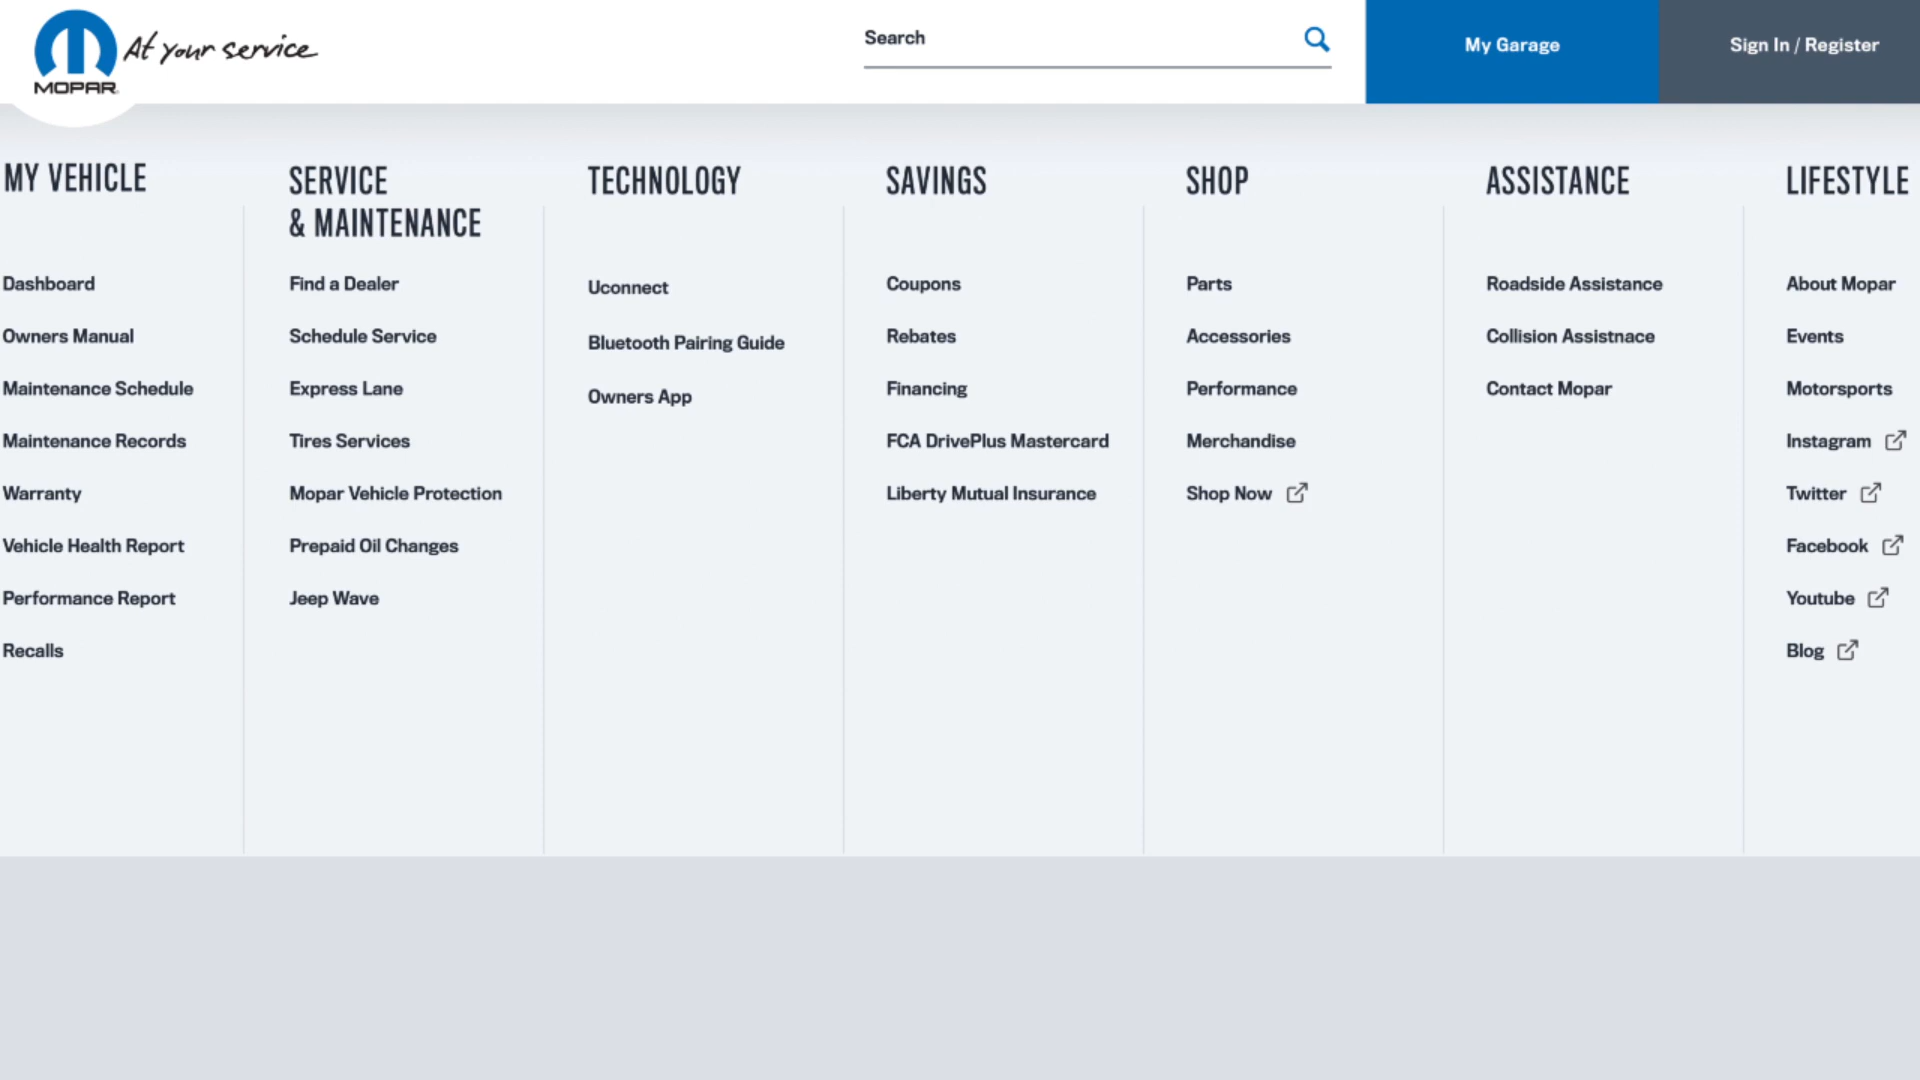 At your service
MOPAR
Search
My Garage
Sign In / Register
MY VEHICLE
Dashboard
Owners Manual
Maintenance Schedule
Maintenance Records
Warranty
Vehicle Health Report
Performance Report
Recalls
SERVICE
& MAINTENANCE
Find a Dealer
Schedule Service
Express Lane
Tires Services
Mopar Vehicle Protection
Prepaid Oil Changes
Jeep Wave
TECHNOLOGY
Uconnect
Bluetooth Pairing Guide
Owners App
SAVINGS
Coupons
Rebates
Financing
FCA DrivePlus Mastercard
Liberty Mutual Insurance
SHOP
Parts
Accessories
Performance
Merchandise
Shop Now
ASSISTANCE
Roadside Assistance
Collision Assistnace
Contact Mopar
LIFESTYLE
About Mopar
Events
Motorsports
Instagram
Twitter
Facebook
Youtube
Blog